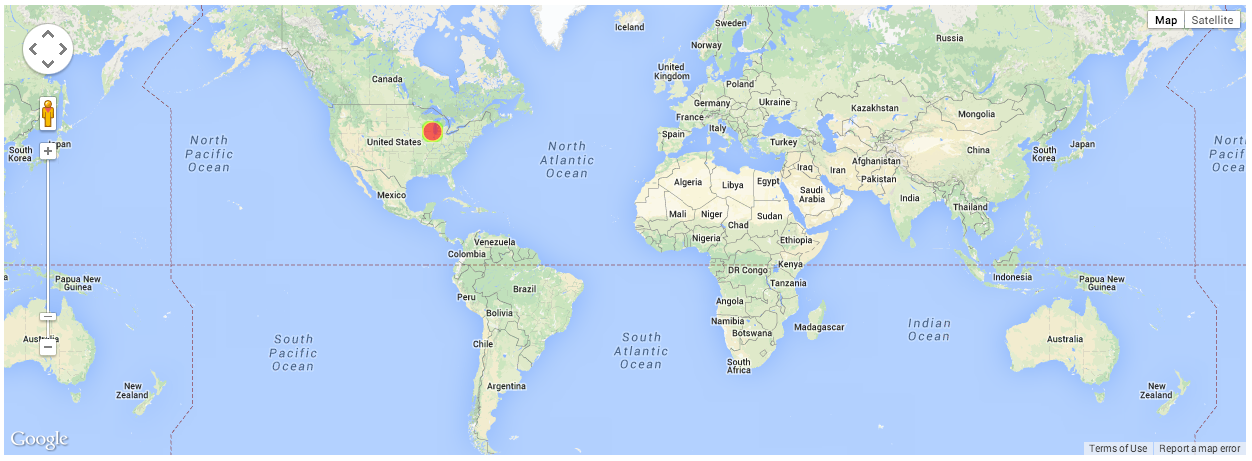 Iceland
Sweden
Norway
Russia
Map
Satellite
Canada
United
Kingdom
Poland
Germany
Ukraine
France
Kazakhstan
Mongolia
North
Pacific
Ocean
United States
North
Atlantic
Ocean
Spain
Italy
Turkey
China
South
Korea
Japan
South
Korea
Japan
North
Afghanistan
Iraq
Iran
Pakistan
Mexico
Algeria
Libya
Egypt
Saudi
Arabia
India
Mali
Niger
Chad
Sudan
Thailand
Venezuela
Colombia
Nigeria
Ethiopia
Kenya
DR Congo
Tanzania
Indonesia
Papua New
Guinea
Papua New
Guinea
Peru
Brazil
Bolivia
Angola
Namibia
Botswana
Madagascar
South
Pacific
Ocean
Chile
South
Atlantic
Ocean
Indian
Ocean
Australia
Australia
South
Africa
Argentina
New
Zealand
New
Zealand
Google
Terms of Use
Report a map error